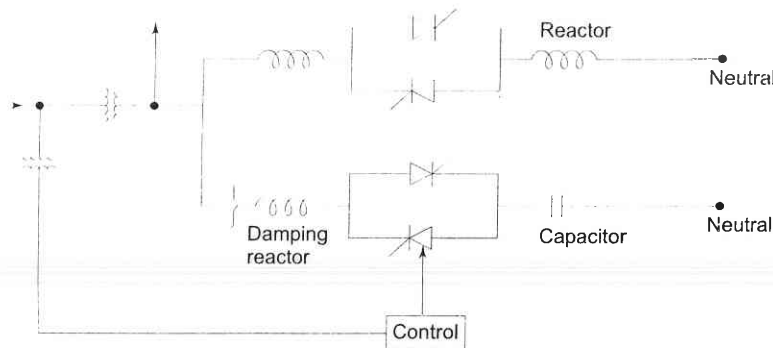 Reactor
Neutral
Damping
reactor
Capacitor
Neutral
Control